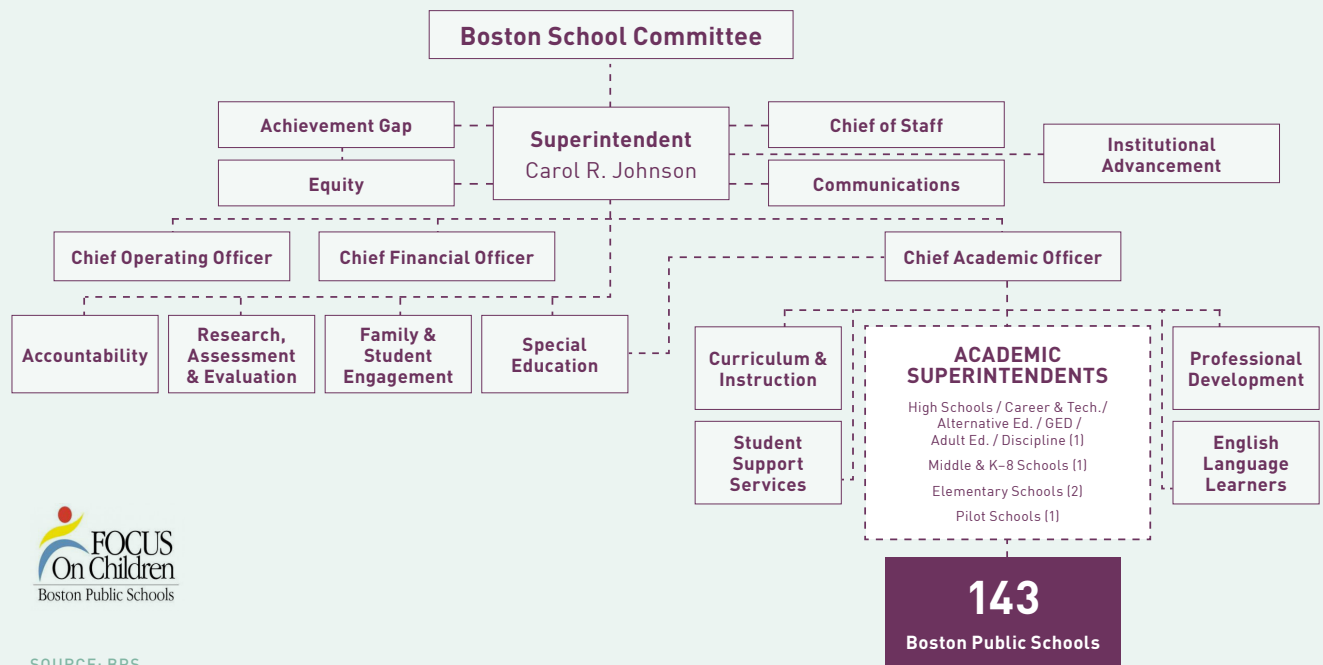 Boston School Committee
Achievement Gap
Superintendent
Carol R. Johnson
Chief of Staff
Institutional
Advancement
Equity
Communications
Chief Operating Officer
Chief Financial Officer
Chief Academic Officer
Accountability
Research,
Assessment
& Evaluation
Family &
Student
Engagement
Special
Education
Curriculum &
Instruction
ACADEMIC
SUPERINTENDENTS
High Schools / Career & Tech./
Alternative Ed. / GED /
Adult Ed. / Discipline (1)
Middle & K–8 Schools (1)
Elementary Schools (2)
Pilot Schools (1)
Professional
Development
Student
Support
Services
English
Language
Learners
143
Boston Public Schools
FOCUS
On Children
Boston Public Schools
SOURCE: BPS